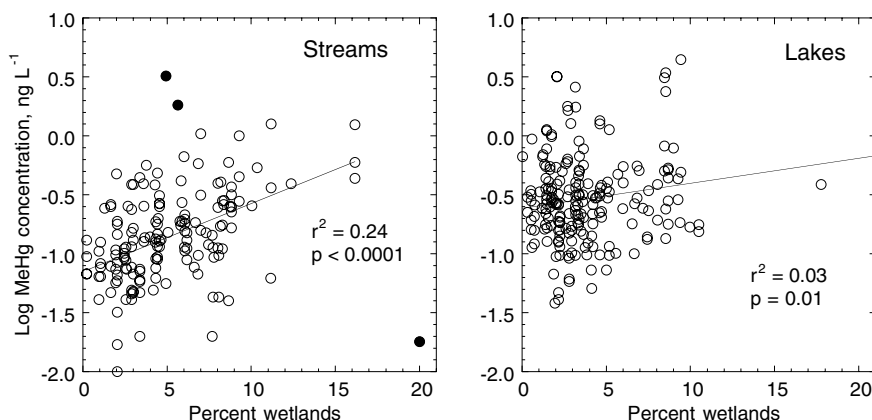 Log MeHg concentration, ng L⁻¹
1.0
0.5
0.0
-0.5
-1.0
-1.5
-2.0
Streams
r² = 0.24
p < 0.0001
0 5 10 15 20
Percent wetlands
1.0
0.5
0.0
-0.5
-1.0
-1.5
-2.0
Lakes
r² = 0.03
p = 0.01
0 5 10 15 20
Percent wetlands